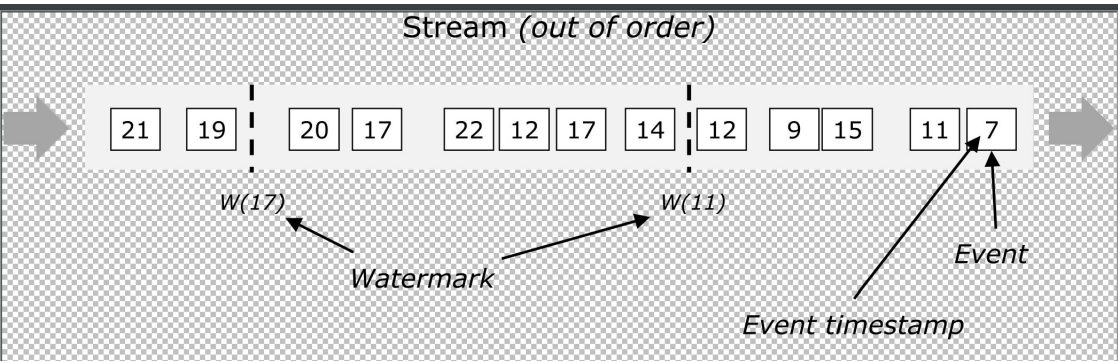 Stream (out of order)
21 19 20 17 22 12 17 14 12 9 15 11 7
W(17) W(11)
Event
Watermark
Event timestamp